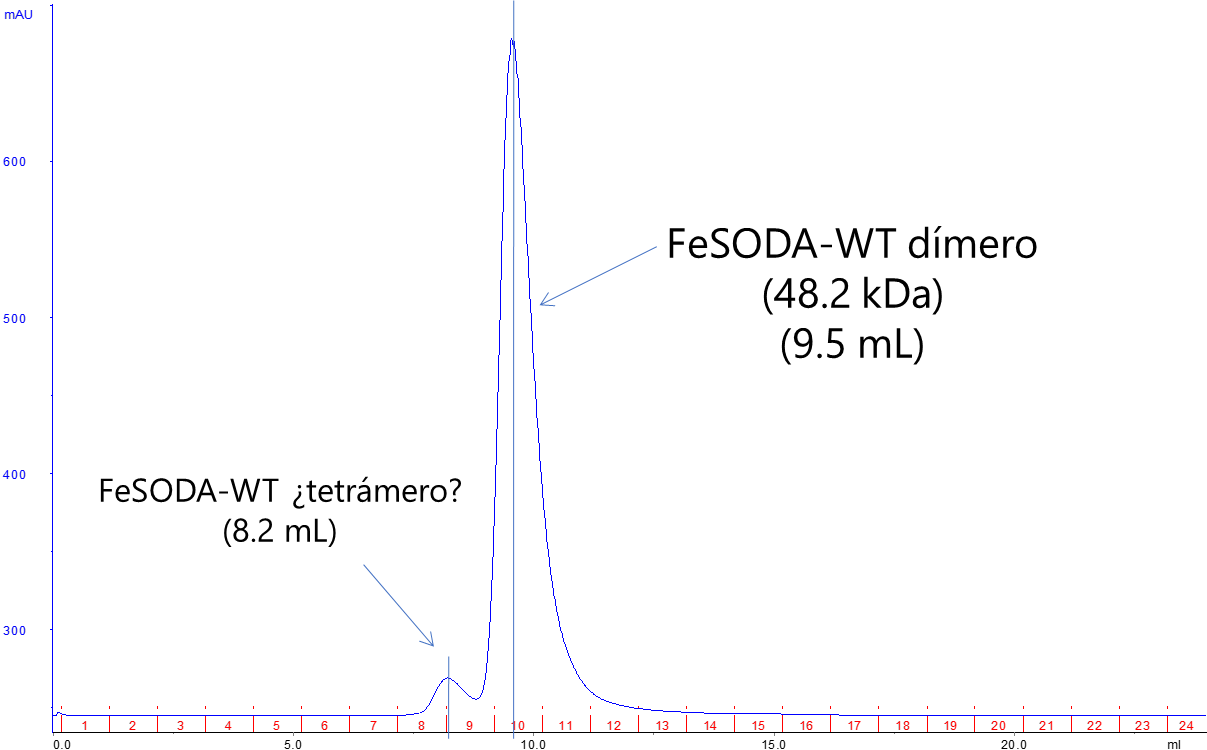 mAU
600
500
400
300
FeSODA-WT dímero
(48.2 kDa)
(9.5 mL)
FeSODA-WT ¿tetrámero?
(8.2 mL)
1 2 3 4 5 6 7 8 9 10 11 12 13 14 15 16 17 18 19 20 21 22 23 24
0.0 5.0 10.0 15.0 20.0 ml